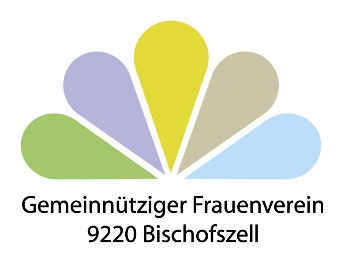 Gemeinnütziger Frauenverein
9220 Bischofszell